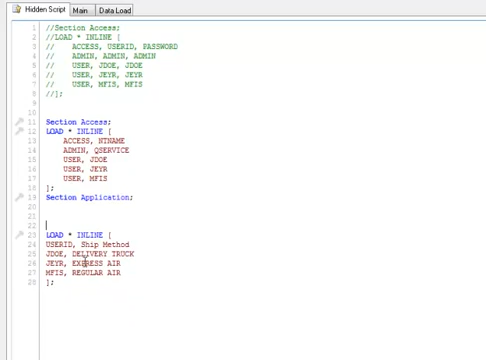 Hidden Script Main Data Load
1 //Section Access;
2 //LOAD * INLINE [
3 // ACCESS, USERID, PASSWORD
4 // ADMIN, ADMIN, ADMIN
5 // USER, JDOE, JDOE
6 // USER, JEYR, JEYR
7 // USER, MFIS, MFIS
8 //];
9
10
11 Section Access;
12 LOAD * INLINE [
13 ACCESS, NTNAME
14 ADMIN, QSERVICE
15 USER, JDOE
16 USER, JEYR
17 USER, MFIS
18 ];
19 Section Application;
20
21
22
23 LOAD * INLINE [
24 USERID, Ship Method
25 JDOE, DELIVERY TRUCK
26 JEYR, EXPRESS AIR
27 MFIS, REGULAR AIR
28 ];